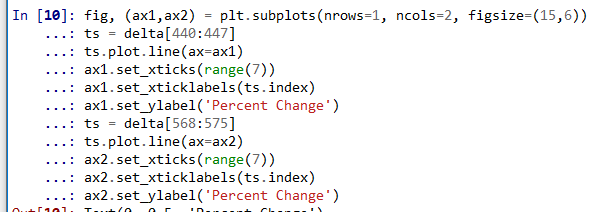 In [10]: fig, (ax1,ax2) = plt.subplots(nrows=1, ncols=2, figsize=(15,6))
...: ts = delta[440:447]
...: ts.plot.line(ax=ax1)
...: ax1.set_xticks(range(7))
...: ax1.set_xticklabels(ts.index)
...: ax1.set_ylabel('Percent Change')
...: ts = delta[568:575]
...: ts.plot.line(ax=ax2)
...: ax2.set_xticks(range(7))
...: ax2.set_xticklabels(ts.index)
...: ax2.set_ylabel('Percent Change')